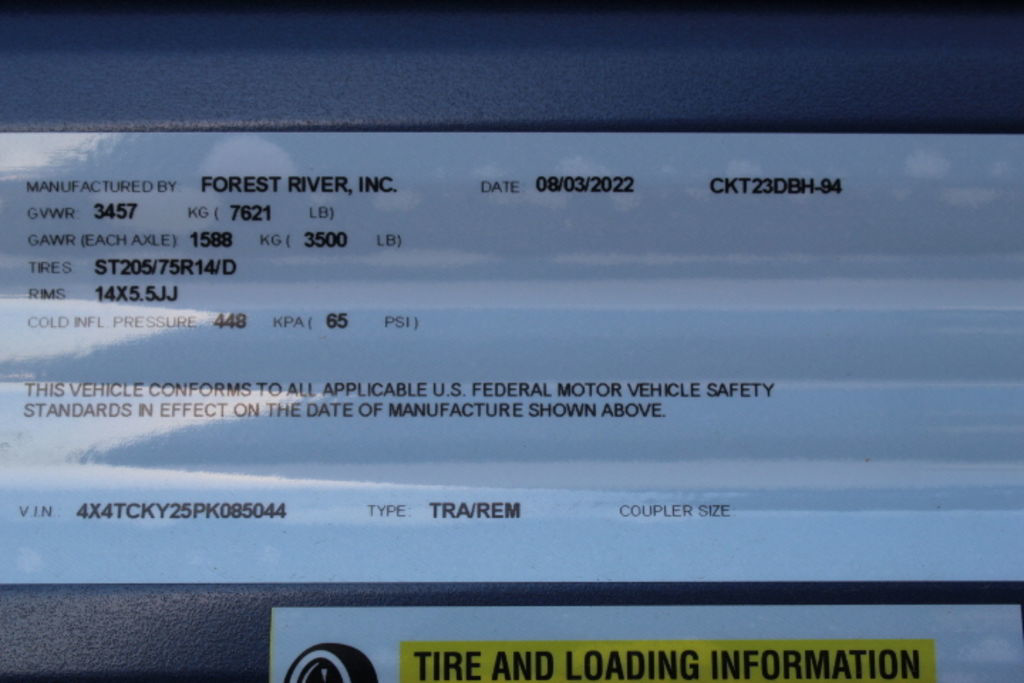 MANUFACTURED BY: FOREST RIVER, INC. DATE: 08/03/2022 CKT23DBH-94
GVWR: 3457 KG ( 7621 LB)
GAWR (EACH AXLE): 1588 KG ( 3500 LB)
TIRES: ST205/75R14/D
RIMS: 14X5.5JJ
COLD INFL. PRESSURE: 448 KPA ( 65 PSI )
THIS VEHICLE CONFORMS TO ALL APPLICABLE U.S. FEDERAL MOTOR VEHICLE SAFETY
STANDARDS IN EFFECT ON THE DATE OF MANUFACTURE SHOWN ABOVE.
V.I.N.: 4X4TCKY25PK085044 TYPE: TRA/REM COUPLER SIZE:
TIRE AND LOADING INFORMATION